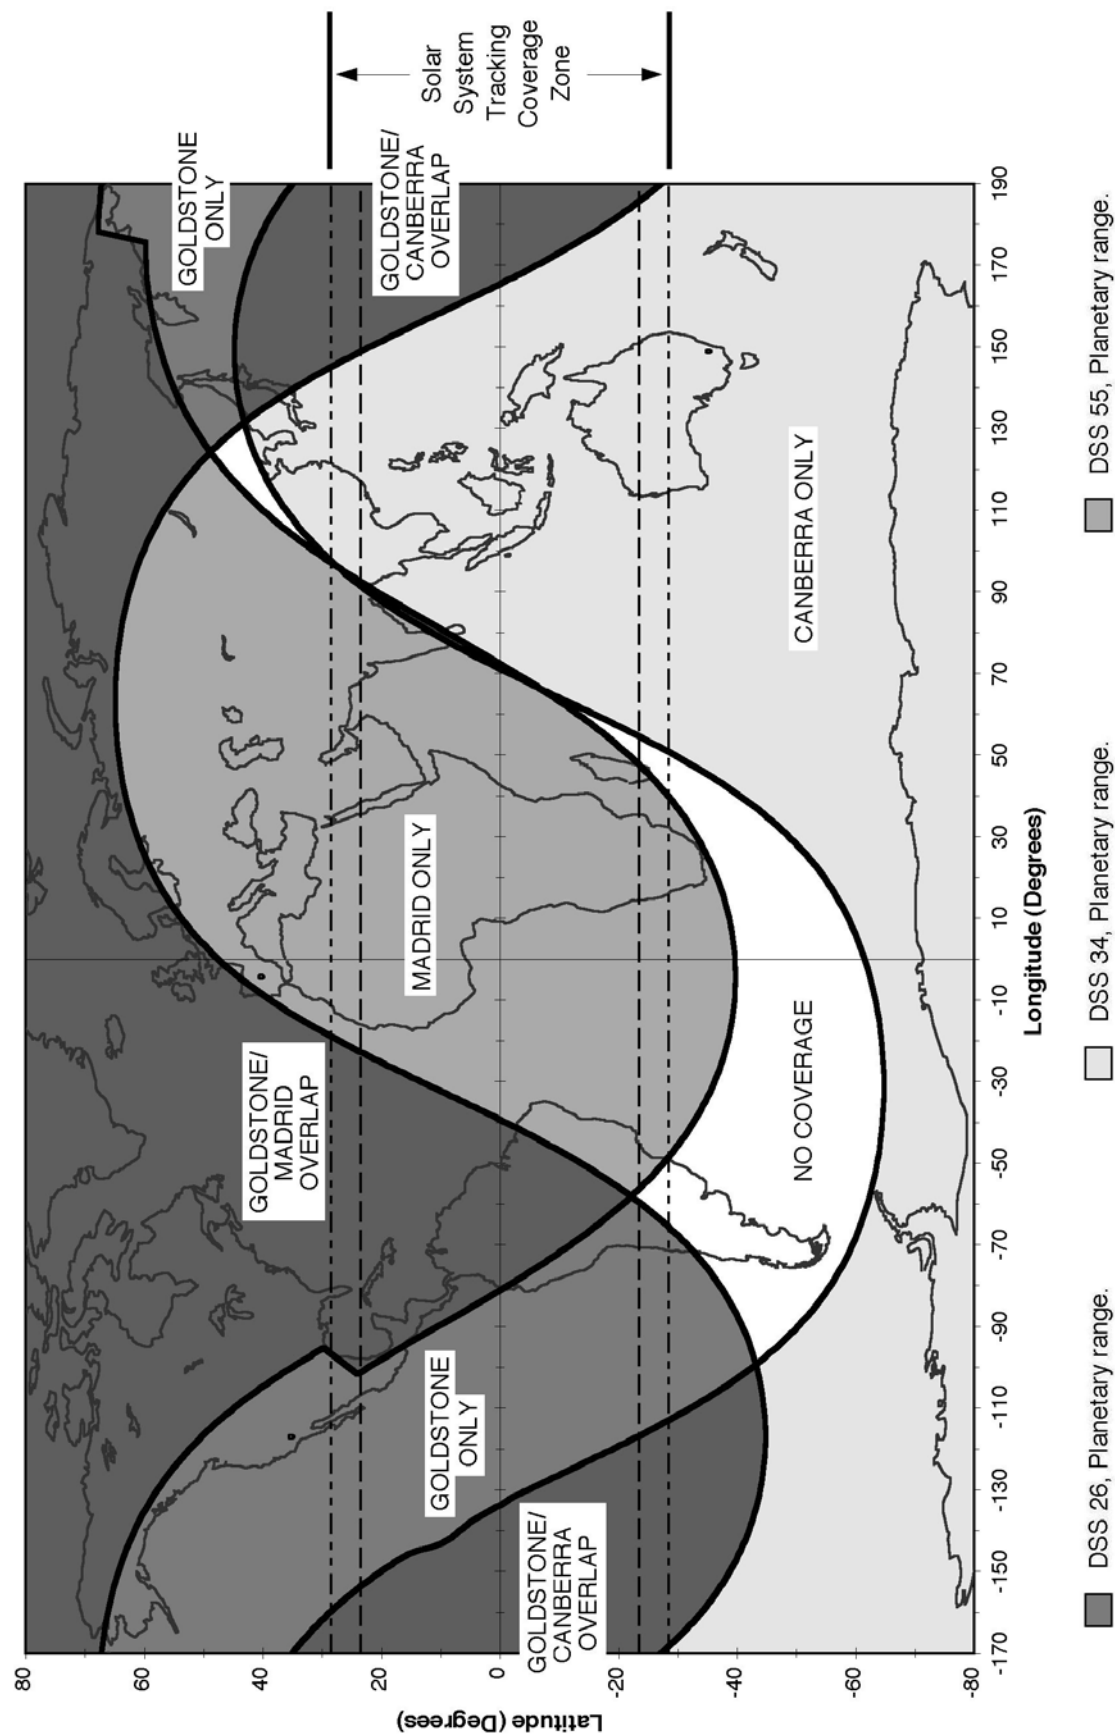 GOLDSTONE
ONLY
GOLDSTONE/
CANBERRA
OVERLAP
Solar
System
Tracking
Coverage
Zone
GOLDSTONE/
MADRID
OVERLAP
MADRID ONLY
CANBERRA ONLY
NO COVERAGE
GOLDSTONE
ONLY
GOLDSTONE/
CANBERRA
OVERLAP
Latitude (Degrees)
80
60
40
20
0
-20
-40
-60
-80
-170
-150
-130
-110
-90
-70
-50
-30
-10
10
30
50
70
90
110
130
150
170
190
Longitude (Degrees)
DSS 26, Planetary range.
DSS 34, Planetary range.
DSS 55, Planetary range.